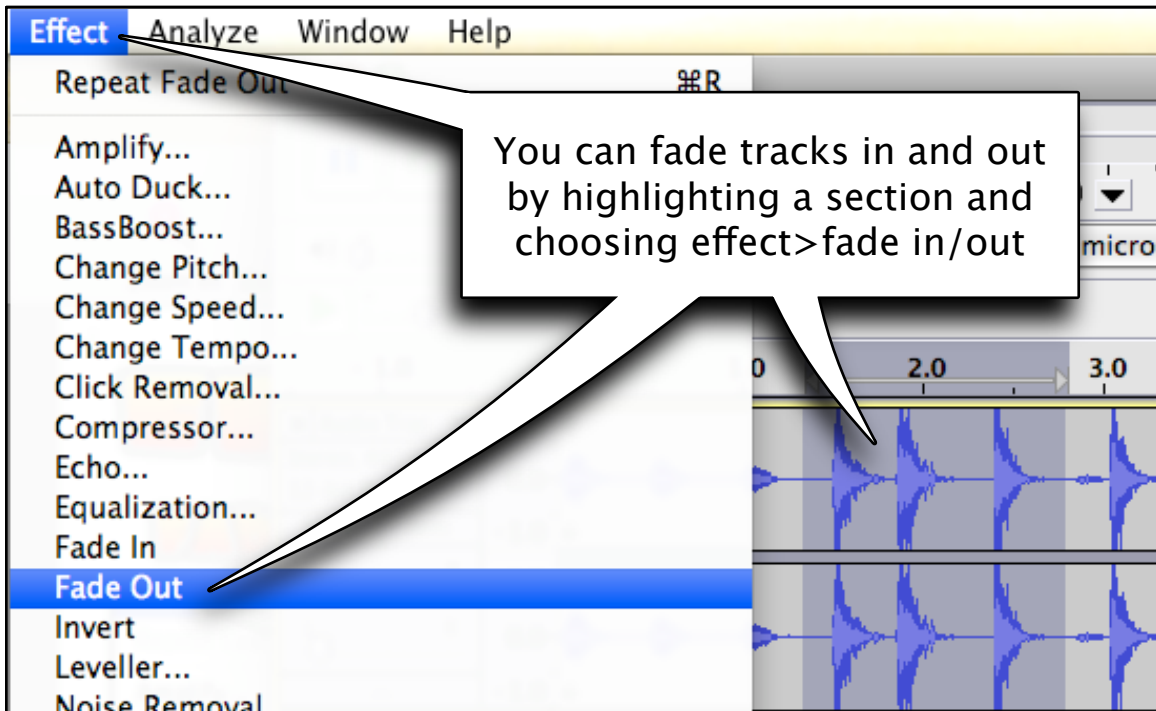 Effect Analyze Window Help
Repeat Fade Out ⌘R
You can fade tracks in and out
by highlighting a section and
choosing effect>fade in/out
Amplify...
Auto Duck...
BassBoost...
Change Pitch...
Change Speed...
Change Tempo...
Click Removal...
Compressor...
Echo...
Equalization...
Fade In
Fade Out
Invert
Leveller...
Noise Removal
micro
2.0 3.0